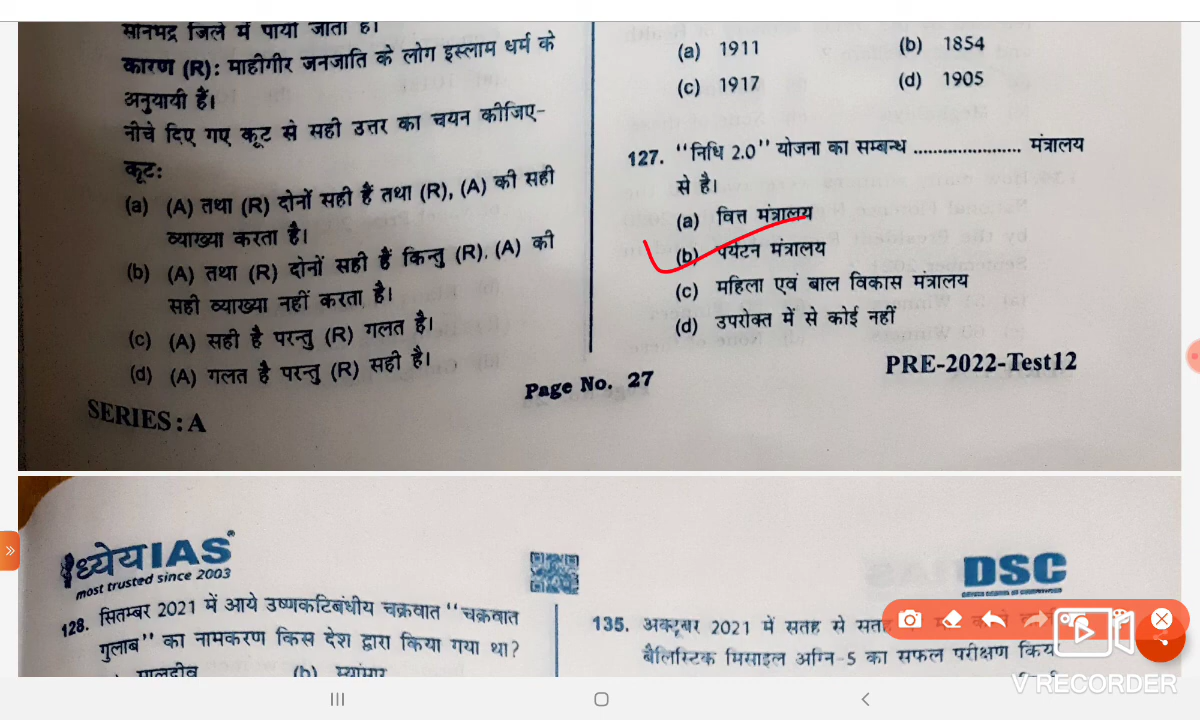 सोनभद्र जिले में पाया जाता है।
कारण (R): माहीगीर जनजाति के लोग इस्लाम धर्म के
अनुयायी हैं।
नीचे दिए गए कूट से सही उत्तर का चयन कीजिए-
कूट:
(a) (A) तथा (R) दोनों सही हैं तथा (R), (A) की सही
व्याख्या करता है।
(b) (A) तथा (R) दोनों सही हैं किन्तु (R), (A) की
सही व्याख्या नहीं करता है।
(c) (A) सही है परन्तु (R) गलत है।
(d) (A) गलत है परन्तु (R) सही है।
SERIES : A
Page No. 27
(a) 1911 (b) 1854
(c) 1917 (d) 1905
127. "निधि 2.0" योजना का सम्बन्ध ..................... मंत्रालय
से है।
(a) वित्त मंत्रालय
(b) पर्यटन मंत्रालय
(c) महिला एवं बाल विकास मंत्रालय
(d) उपरोक्त में से कोई नहीं
PRE-2022-Test12
ध्येय IAS
most trusted since 2003
DSC
128. सितम्बर 2021 में आये उष्णकटिबंधीय चक्रवात "चक्रवात
गुलाब" का नामकरण किस देश द्वारा किया गया था?
मालदीव (b) म्यांमार
135. अक्टूबर 2021 में सतह से सतह
बैलिस्टिक मिसाइल अग्नि-5 का सफल परीक्षण
V RECORDER